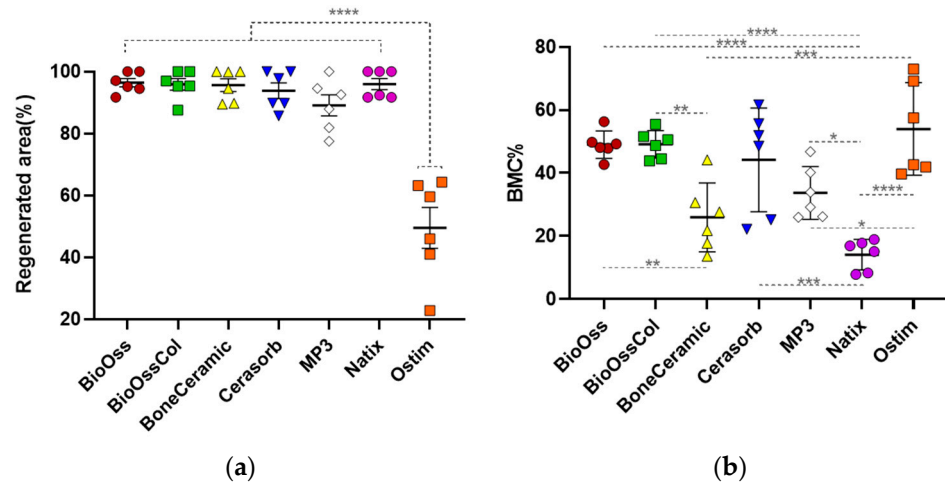 ****
Regenerated area(%)
100
80
60
40
20
BioOss
BioOssCol
BoneCeramic
Cerasorb
MP3
Natix
Ostim
(a)
****
****
***
**
*
****
*
**
***
BMC%
80
60
40
20
0
BioOss
BioOssCol
BoneCeramic
Cerasorb
MP3
Natix
Ostim
(b)